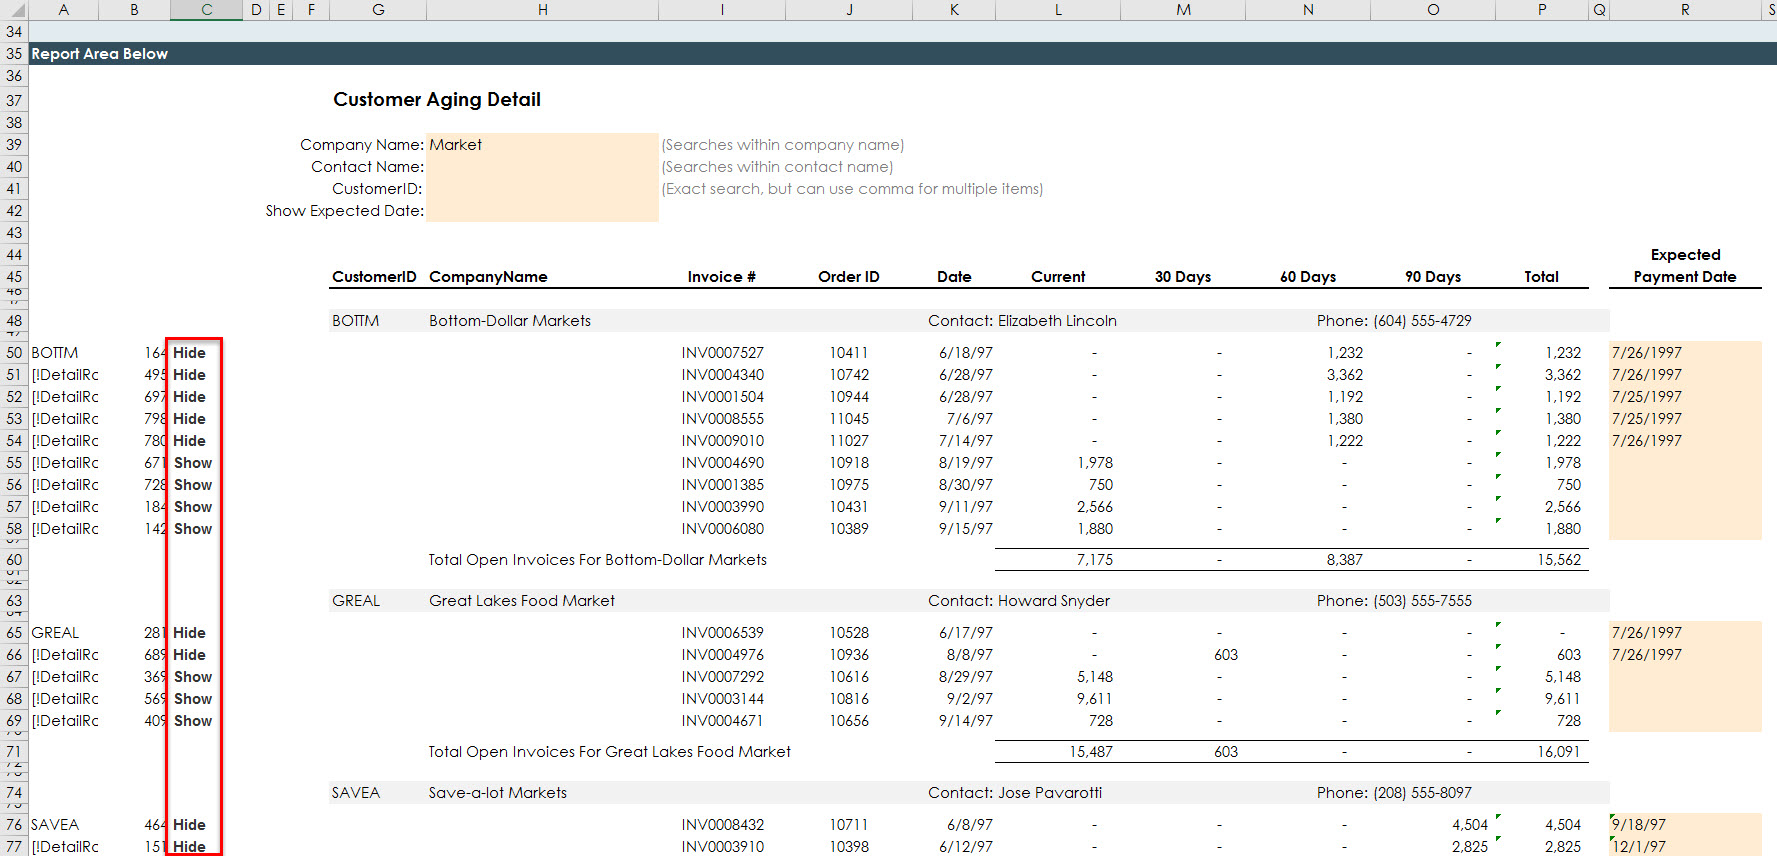 A B C D E F G H I J K L M N O P Q R S
34
35 Report Area Below
36
37 Customer Aging Detail
38
39 Company Name: Market (Searches within company name)
40 Contact Name: (Searches within contact name)
41 CustomerID: (Exact search, but can use comma for multiple items)
42 Show Expected Date:
43
44 Expected
45 CustomerID CompanyName Invoice # Order ID Date Current 30 Days 60 Days 90 Days Total Payment Date
48 BOTTM Bottom-Dollar Markets Contact: Elizabeth Lincoln Phone: (604) 555-4729
50 BOTTM 164 Hide INV0007527 10411 6/18/97 - - 1,232 - 1,232 7/26/1997
51 [!DetailRo 495 Hide INV0004340 10742 6/28/97 - - 3,362 - 3,362 7/26/1997
52 [!DetailRo 697 Hide INV0001504 10944 6/28/97 - - 1,192 - 1,192 7/25/1997
53 [!DetailRo 798 Hide INV0008555 11045 7/6/97 - - 1,380 - 1,380 7/25/1997
54 [!DetailRo 780 Hide INV0009010 11027 7/14/97 - - 1,222 - 1,222 7/26/1997
55 [!DetailRo 671 Show INV0004690 10918 8/19/97 1,978 - - - 1,978
56 [!DetailRo 728 Show INV0001385 10975 8/30/97 750 - - - 750
57 [!DetailRo 184 Show INV0003990 10431 9/11/97 2,566 - - - 2,566
58 [!DetailRo 142 Show INV0006080 10389 9/15/97 1,880 - - - 1,880
60 Total Open Invoices For Bottom-Dollar Markets 7,175 - 8,387 - 15,562
63 GREAL Great Lakes Food Market Contact: Howard Snyder Phone: (503) 555-7555
65 GREAL 281 Hide INV0006539 10528 6/17/97 - - - - - 7/26/1997
66 [!DetailRo 689 Hide INV0004976 10936 8/8/97 - 603 - - 603 7/26/1997
67 [!DetailRo 369 Show INV0007292 10616 8/29/97 5,148 - - - 5,148
68 [!DetailRo 569 Show INV0003144 10816 9/2/97 9,611 - - - 9,611
69 [!DetailRo 409 Show INV0004671 10656 9/14/97 728 - - - 728
71 Total Open Invoices For Great Lakes Food Market 15,487 603 - - 16,091
74 SAVEA Save-a-lot Markets Contact: Jose Pavarotti Phone: (208) 555-8097
76 SAVEA 464 Hide INV0008432 10711 6/8/97 - - - 4,504 4,504 9/18/97
77 [!DetailRo 151 Hide INV0003910 10398 6/12/97 - - - 2,825 2,825 12/1/97